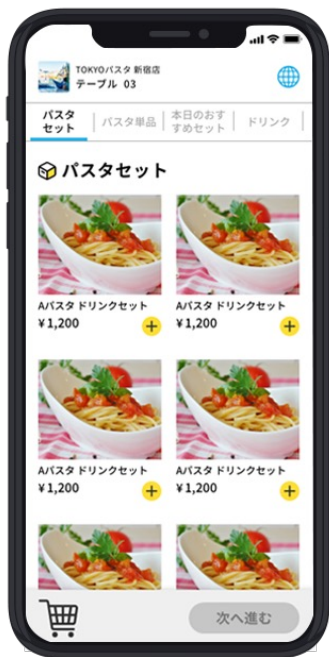 TOKYOパスタ 新宿店
テーブル 03
パスタ
セット
パスタ単品
本日のおす
すめセット
ドリンク
パスタセット
Aパスタ ドリンクセット
¥1,200
Aパスタ ドリンクセット
¥1,200
Aパスタ ドリンクセット
¥1,200
Aパスタ ドリンクセット
¥1,200
次へ進む